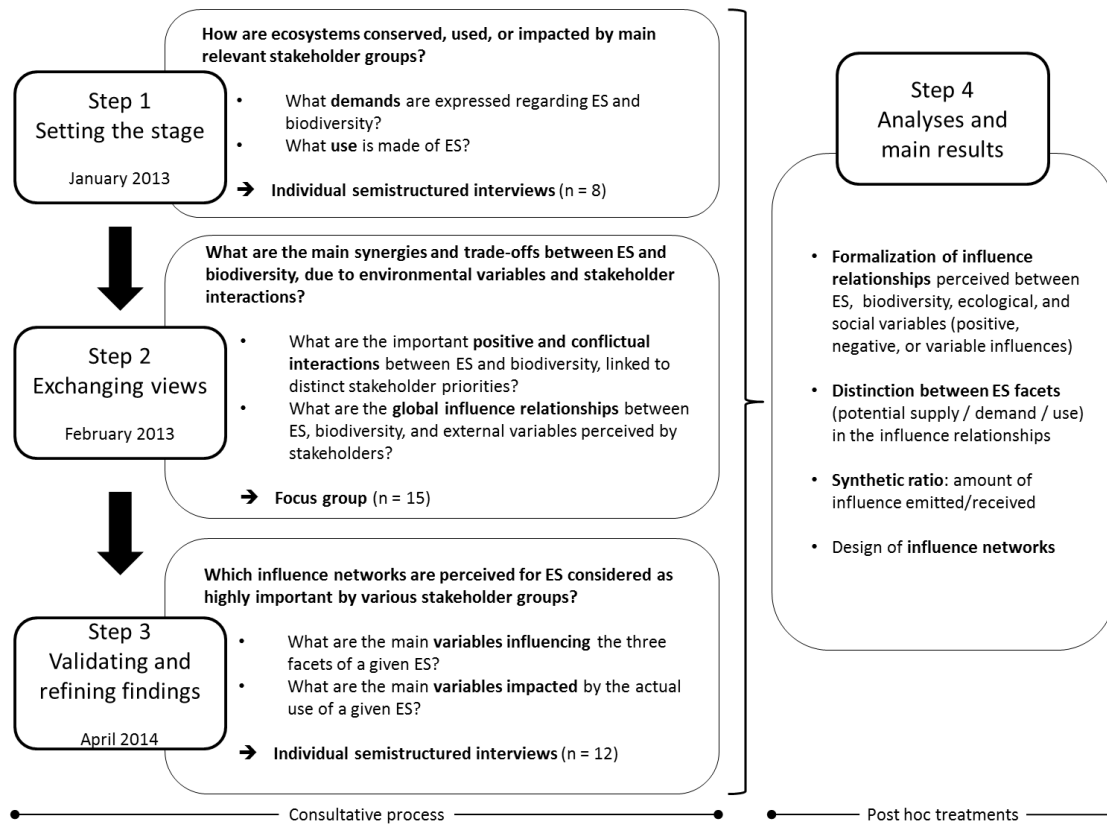 Step 1
Setting the stage
January 2013
How are ecosystems conserved, used, or impacted by main
relevant stakeholder groups?
• What demands are expressed regarding ES and
biodiversity?
• What use is made of ES?
➔ Individual semistructured interviews (n = 8)
Step 2
Exchanging views
February 2013
What are the main synergies and trade-offs between ES and
biodiversity, due to environmental variables and stakeholder
interactions?
• What are the important positive and conflictual
interactions between ES and biodiversity, linked to
distinct stakeholder priorities?
• What are the global influence relationships between
ES, biodiversity, and external variables perceived by
stakeholders?
➔ Focus group (n = 15)
Step 3
Validating and
refining findings
April 2014
Which influence networks are perceived for ES considered as
highly important by various stakeholder groups?
• What are the main variables influencing the three
facets of a given ES?
• What are the main variables impacted by the actual
use of a given ES?
➔ Individual semistructured interviews (n = 12)
Consultative process
Step 4
Analyses and
main results
• Formalization of influence
relationships perceived between
ES, biodiversity, ecological, and
social variables (positive,
negative, or variable influences)
• Distinction between ES facets
(potential supply / demand / use)
in the influence relationships
• Synthetic ratio: amount of
influence emitted/received
• Design of influence networks
Post hoc treatments